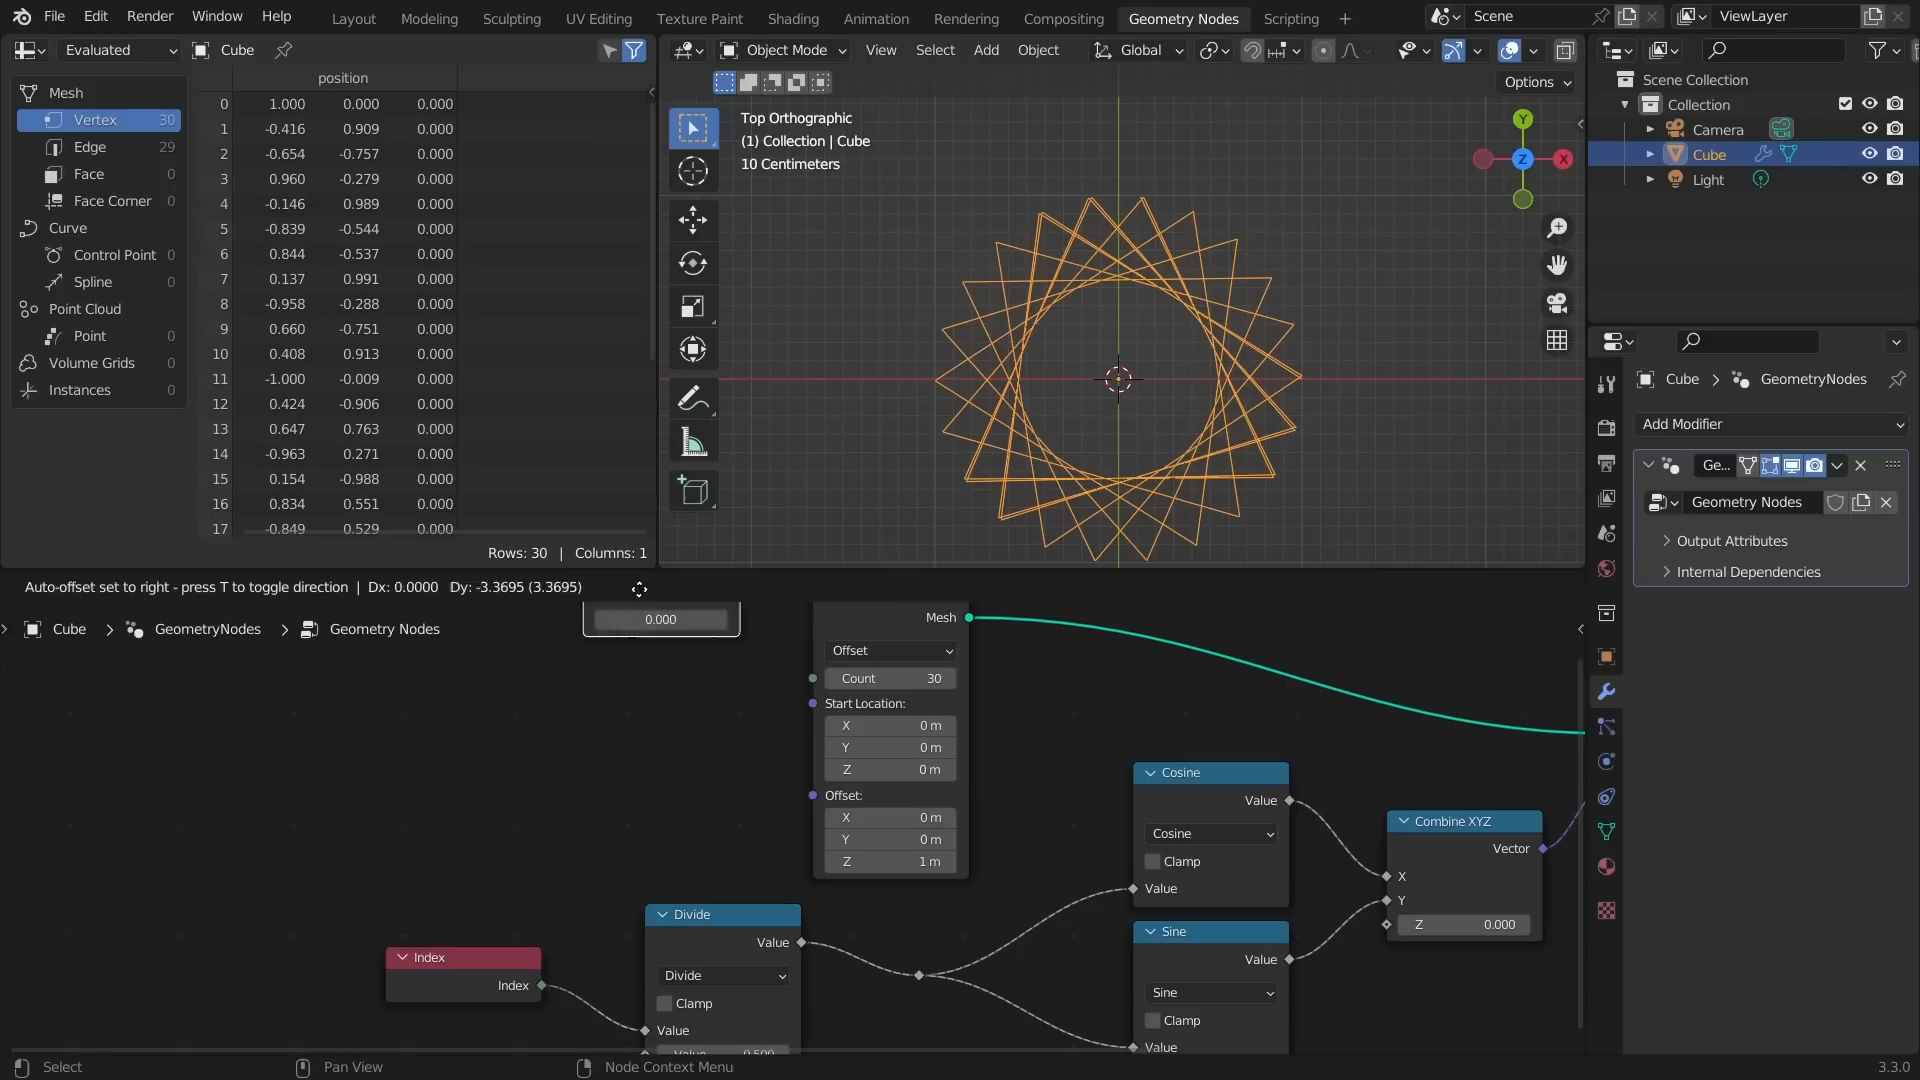 File Edit Render Window Help
Layout Modeling Sculpting UV Editing Texture Paint Shading Animation Rendering Compositing Geometry Nodes Scripting
Scene
ViewLayer
Evaluated
Cube
position
Mesh
Vertex 30
Edge 29
Face 0
Face Corner 0
Curve
Control Point 0
Spline 0
Point Cloud
Point 0
Volume Grids 0
Instances 0
0 1.000 0.000 0.000
1 -0.416 0.909 0.000
2 -0.654 -0.757 0.000
3 0.960 -0.279 0.000
4 -0.146 0.989 0.000
5 -0.839 -0.544 0.000
6 0.844 -0.537 0.000
7 0.137 0.991 0.000
8 -0.958 -0.288 0.000
9 0.660 -0.751 0.000
10 0.408 0.913 0.000
11 -1.000 -0.009 0.000
12 0.424 -0.906 0.000
13 0.647 0.763 0.000
14 -0.963 0.271 0.000
15 0.154 -0.988 0.000
16 0.834 0.551 0.000
17 -0.849 0.529 0.000
Rows: 30 | Columns: 1
Object Mode View Select Add Object Global
Options
Top Orthographic
(1) Collection | Cube
10 Centimeters
Y
X
Z
Scene Collection
Collection
Camera
Cube
Light
Cube GeometryNodes
Add Modifier
Ge...
Geometry Nodes
Output Attributes
Internal Dependencies
Auto-offset set to right - press T to toggle direction | Dx: 0.0000 Dy: -3.3695 (3.3695)
Cube GeometryNodes Geometry Nodes
0.000
Mesh
Offset
Count 30
Start Location:
X 0 m
Y 0 m
Z 0 m
Offset:
X 0 m
Y 0 m
Z 1 m
Cosine
Value
Cosine
Clamp
Value
Combine XYZ
Vector
X
Y
Z 0.000
Sine
Value
Sine
Clamp
Value
Divide
Value
Divide
Clamp
Value
Value 0.500
Index
Index
Select
Pan View
Node Context Menu
3.3.0